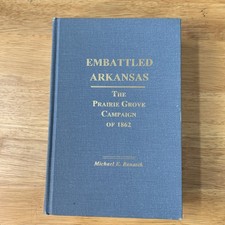 EMBATTLED
ARKANSAS
THE
PRAIRIE GROVE
CAMPAIGN
OF 1862
Michael E. Banasik